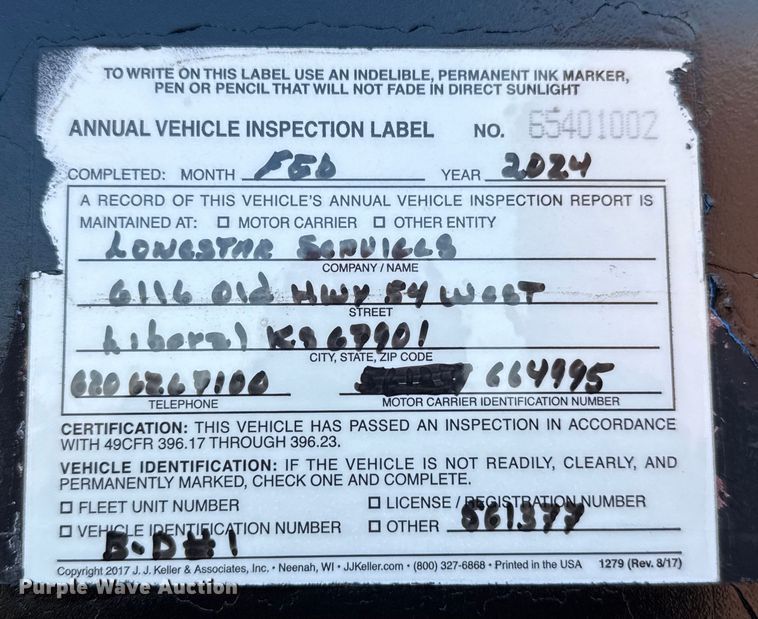 TO WRITE ON THIS LABEL USE AN INDELIBLE, PERMANENT INK MARKER,
PEN OR PENCIL THAT WILL NOT FADE IN DIRECT SUNLIGHT
ANNUAL VEHICLE INSPECTION LABEL NO. 65401002
COMPLETED: MONTH FEb YEAR 2024
A RECORD OF THIS VEHICLE'S ANNUAL VEHICLE INSPECTION REPORT IS
MAINTAINED AT: ☐ MOTOR CARRIER ☐ OTHER ENTITY
LONGSTAR SERVICES
COMPANY / NAME
6116 Old HWY 54 WEST
STREET
Liberal KS 67901
CITY, STATE, ZIP CODE
6206267100 664995
TELEPHONE MOTOR CARRIER IDENTIFICATION NUMBER
CERTIFICATION: THIS VEHICLE HAS PASSED AN INSPECTION IN ACCORDANCE
WITH 49CFR 396.17 THROUGH 396.23.
VEHICLE IDENTIFICATION: IF THE VEHICLE IS NOT READILY, CLEARLY, AND
PERMANENTLY MARKED, CHECK ONE AND COMPLETE.
☐ FLEET UNIT NUMBER ☐ LICENSE / REGISTRATION NUMBER
☐ VEHICLE IDENTIFICATION NUMBER ☐ OTHER 561377
B-D#1
Copyright 2017 J. J. Keller & Associates, Inc. • Neenah, WI • JJKeller.com • (800) 327-6868 • Printed in the USA 1279 (Rev. 8/17)
Purple Wave Auction